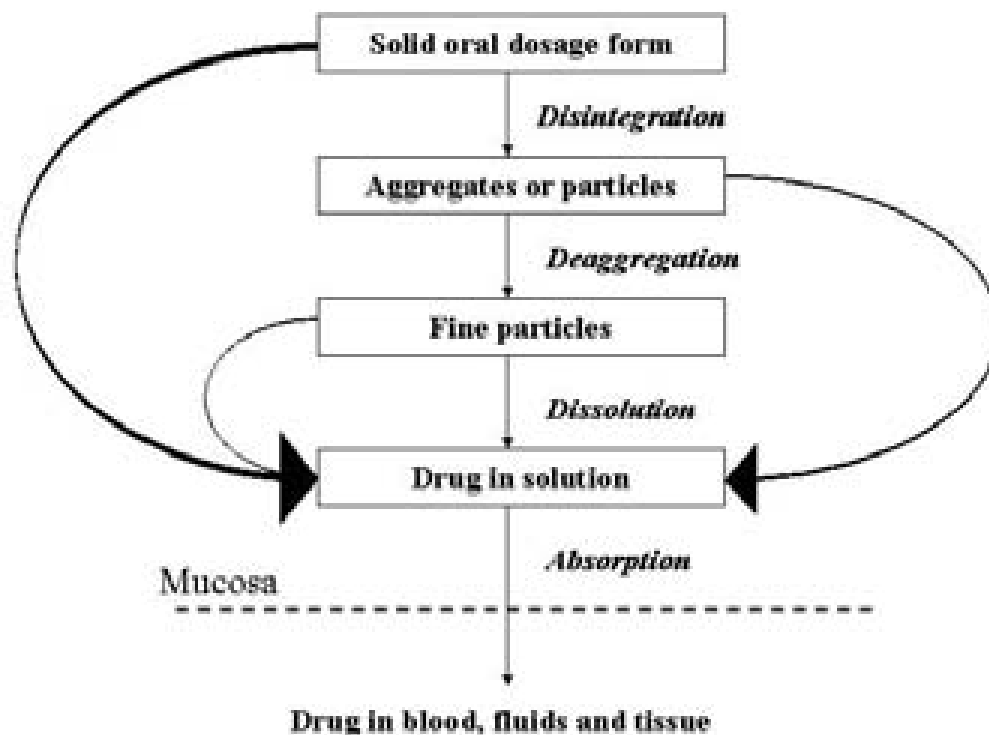 Solid oral dosage form
Disintegration
Aggregates or particles
Deaggregation
Fine particles
Dissolution
Drug in solution
Absorption
Mucosa
Drug in blood, fluids and tissue